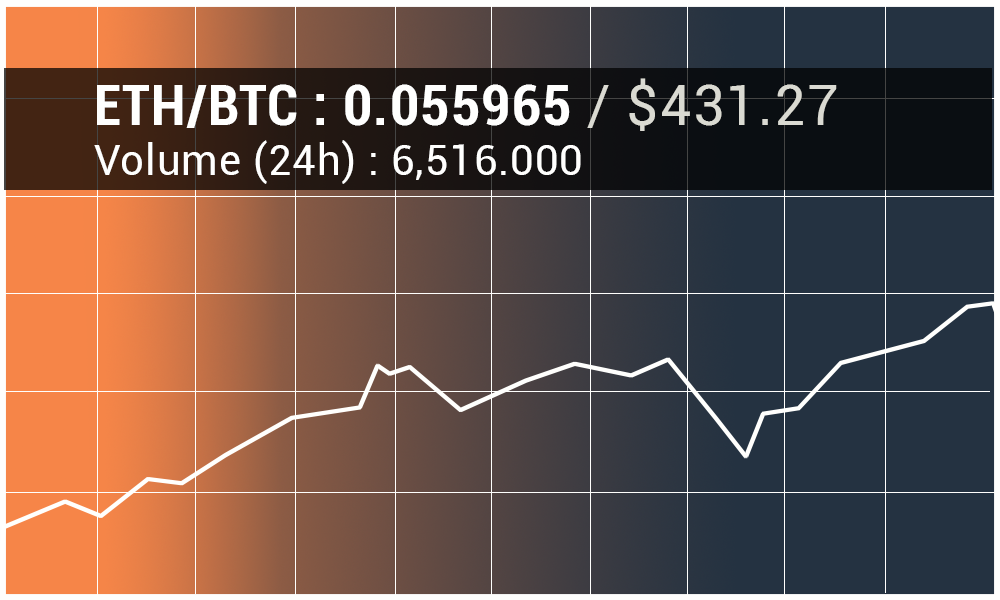 ETH/BTC : 0.055965 / $431.27
Volume (24h) : 6,516.000